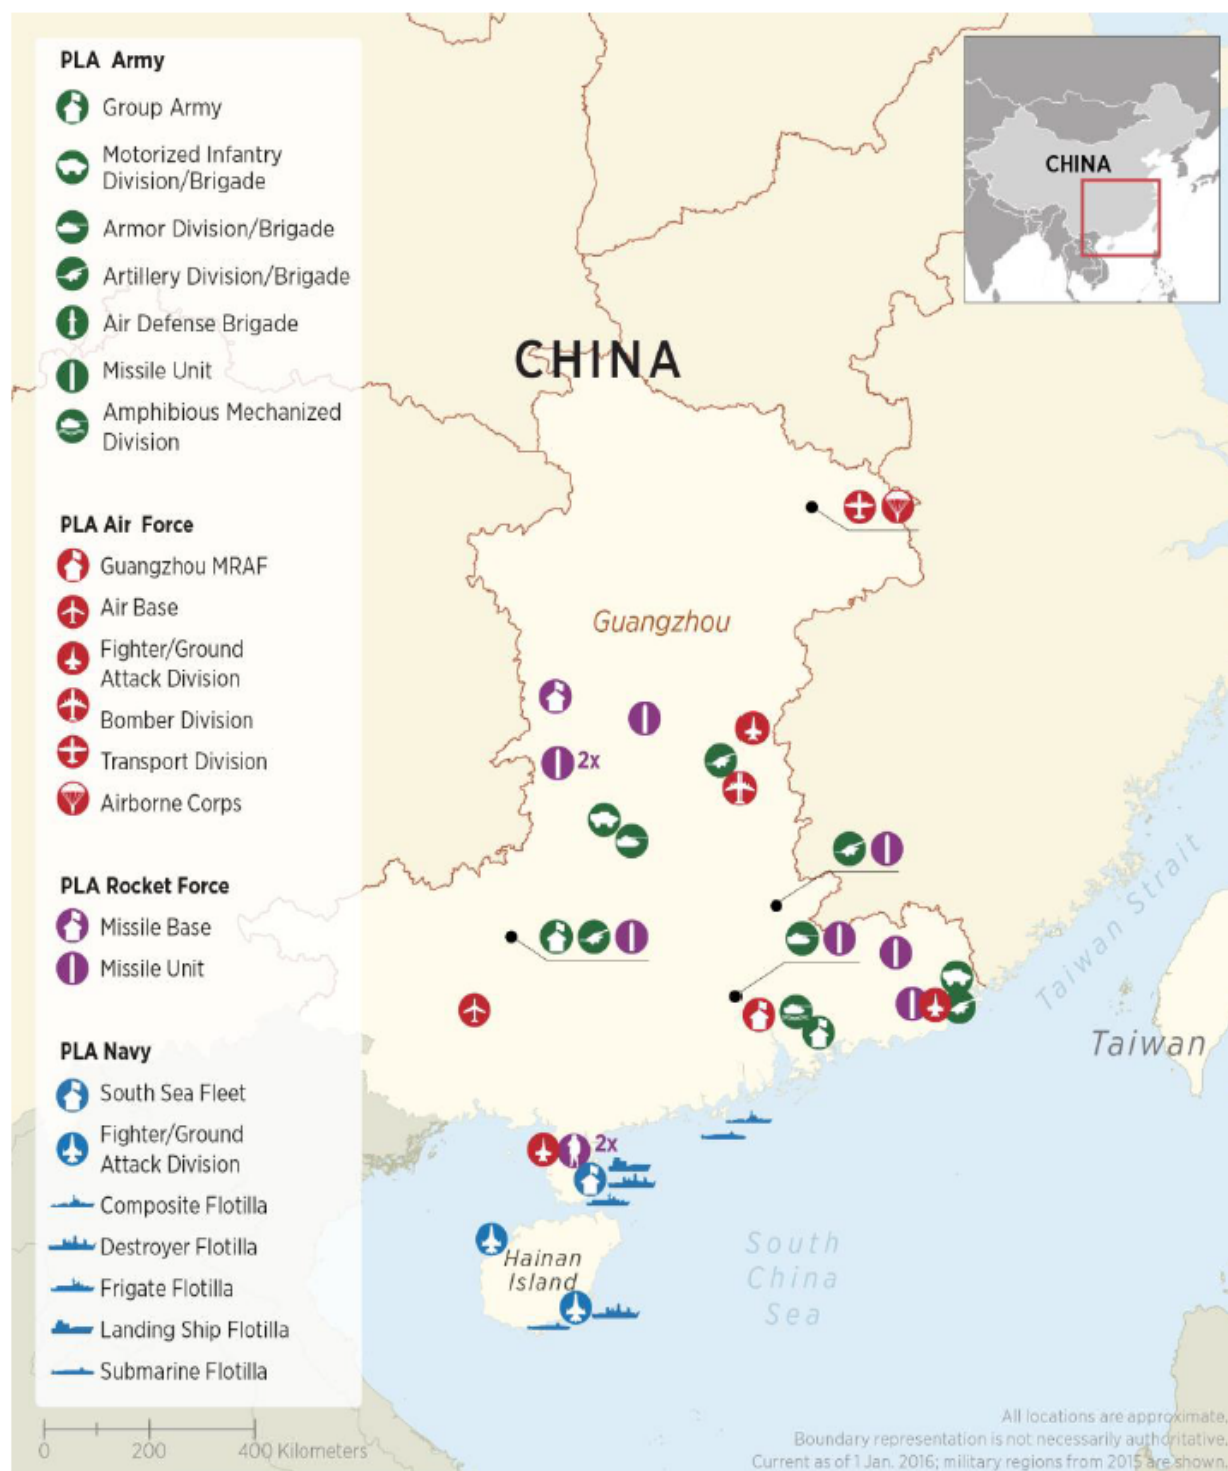 PLA Army
Group Army
Motorized Infantry
Division/Brigade
Armor Division/Brigade
Artillery Division/Brigade
Air Defense Brigade
Missile Unit
Amphibious Mechanized
Division
PLA Air Force
Guangzhou MRAF
Air Base
Fighter/Ground
Attack Division
Bomber Division
Transport Division
Airborne Corps
PLA Rocket Force
Missile Base
Missile Unit
PLA Navy
South Sea Fleet
Fighter/Ground
Attack Division
Composite Flotilla
Destroyer Flotilla
Frigate Flotilla
Landing Ship Flotilla
Submarine Flotilla
0 200 400 Kilometers
CHINA
CHINA
Guangzhou
2x
Taiwan Strait
Taiwan
2x
Hainan
Island
South
China
Sea
All locations are approximate.
Boundary representation is not necessarily authoritative.
Current as of 1 Jan. 2016; military regions from 2015 are shown.